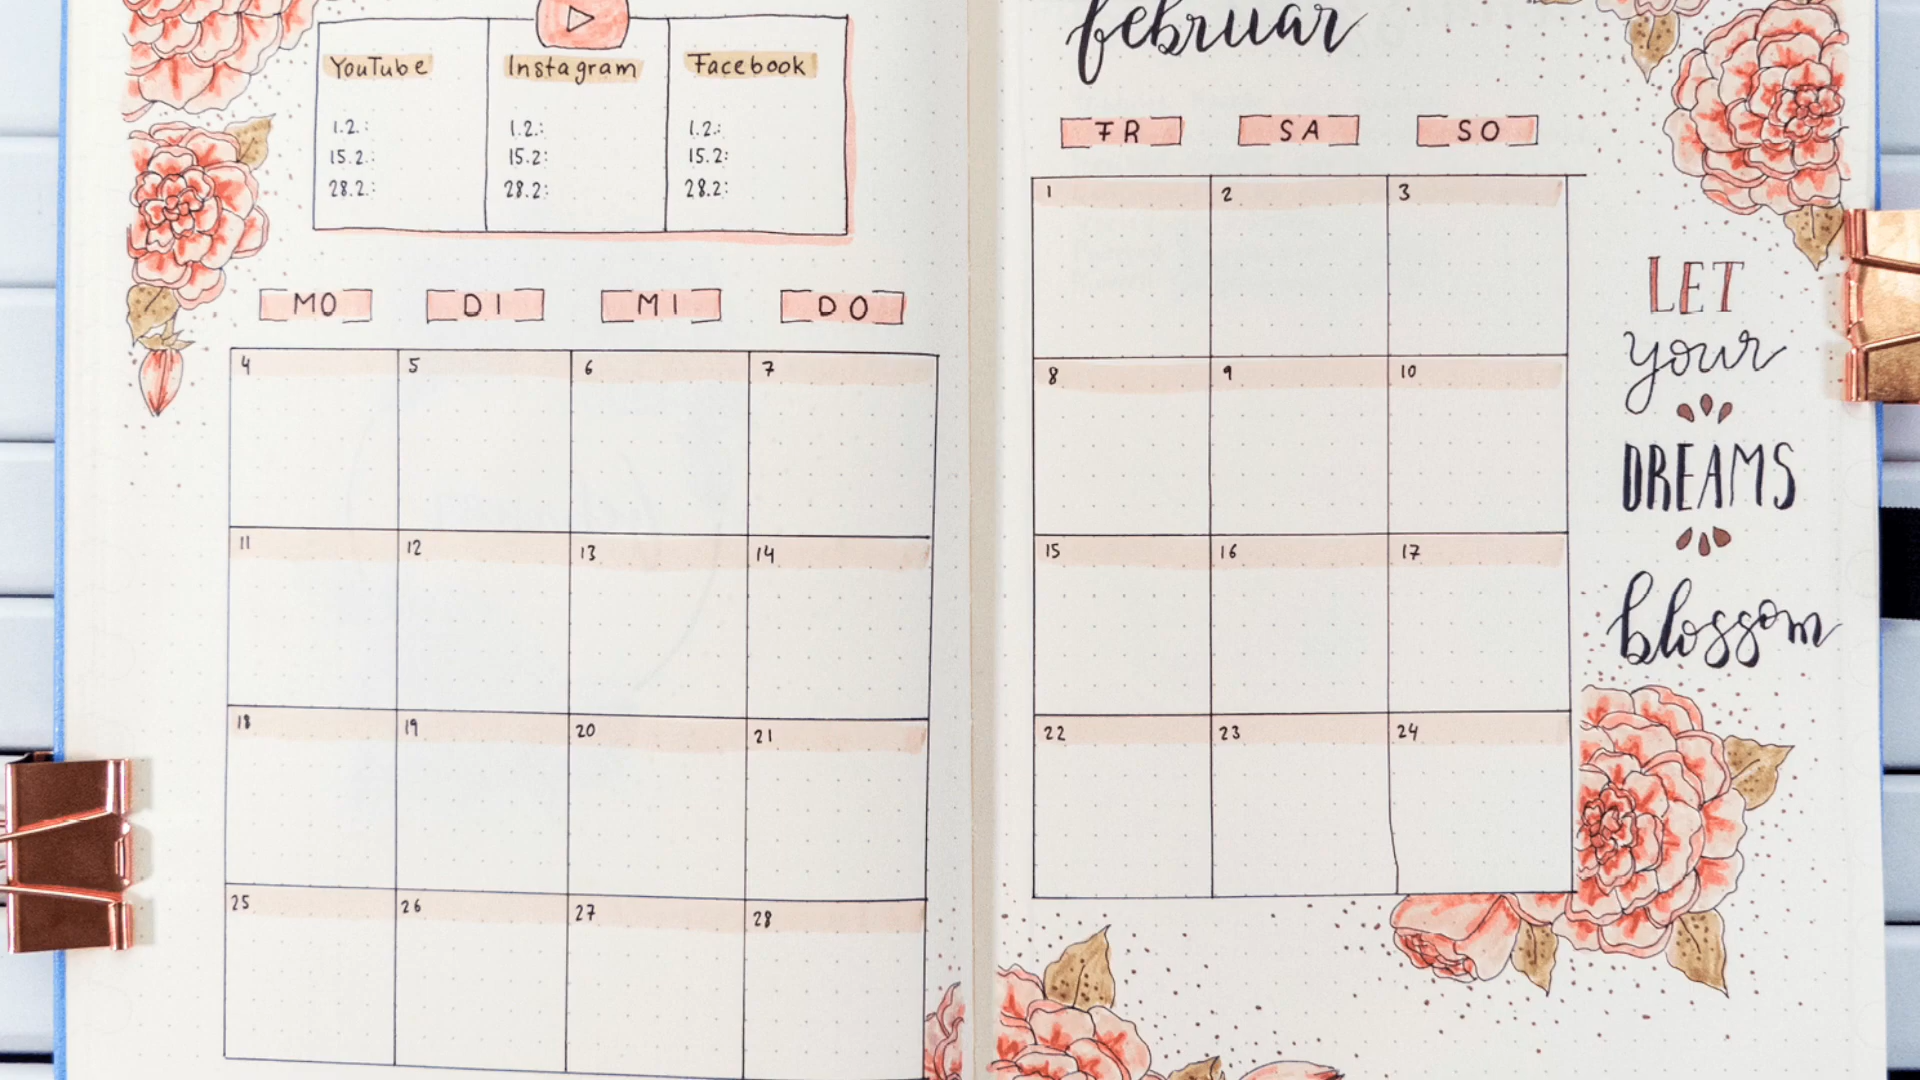 YouTube Instagram Facebook
1.2.: 1.2.: 1.2.:
15.2.: 15.2: 15.2:
28.2.: 28.2: 28.2:
MO DI MI DO
4 5 6 7
11 12 13 14
18 19 20 21
25 26 27 28
februar
FR SA SO
1 2 3
8 9 10
15 16 17
22 23 24
LET
your
DREAMS
blossom